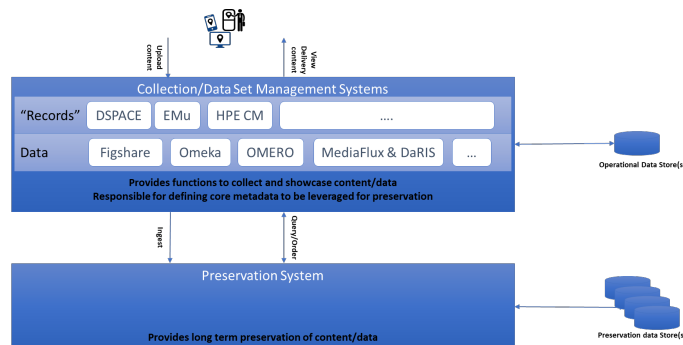 Upload
content
View
Delivery
content
Collection/Data Set Management Systems
“Records” DSPACE EMu HPE CM ....
Data Figshare Omeka OMERO MediaFlux & DaRIS ...
Provides functions to collect and showcase content/data
Responsible for defining core metadata to be leveraged for preservation
Operational Data Store(s
Ingest
Query/Order
Preservation System
Provides long term preservation of content/data
Preservation data Store(s